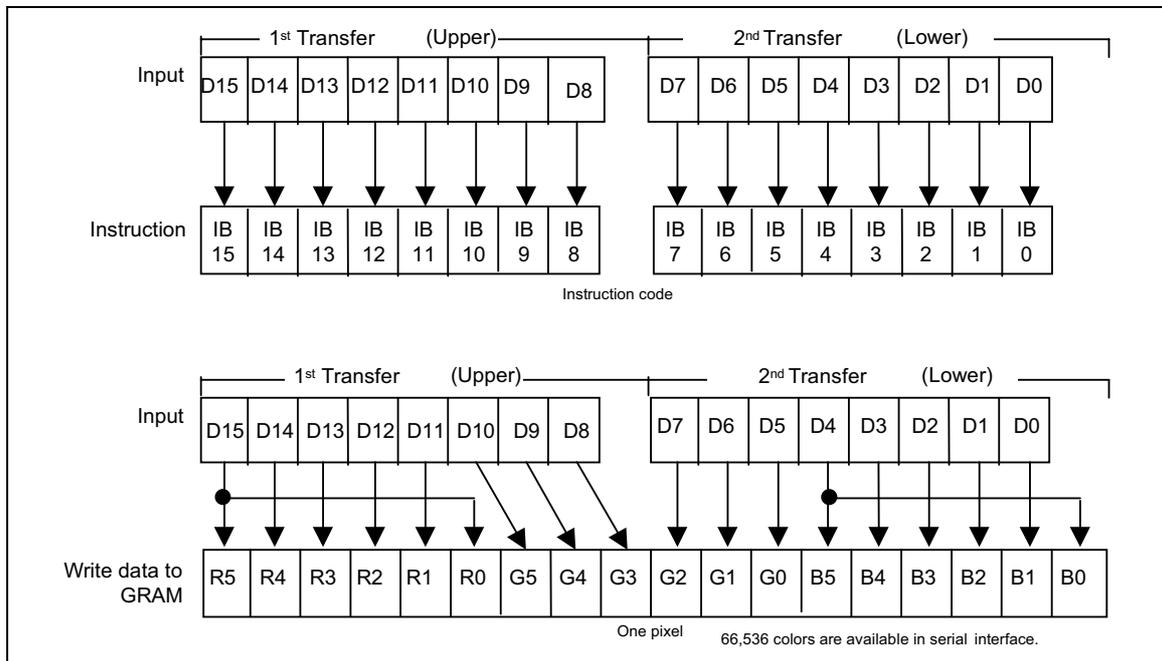 1st Transfer (Upper) 2nd Transfer (Lower)
Input D15 D14 D13 D12 D11 D10 D9 D8 D7 D6 D5 D4 D3 D2 D1 D0
Instruction IB 15 IB 14 IB 13 IB 12 IB 11 IB 10 IB 9 IB 8 IB 7 IB 6 IB 5 IB 4 IB 3 IB 2 IB 1 IB 0
Instruction code
1st Transfer (Upper) 2nd Transfer (Lower)
Input D15 D14 D13 D12 D11 D10 D9 D8 D7 D6 D5 D4 D3 D2 D1 D0
Write data to GRAM R5 R4 R3 R2 R1 R0 G5 G4 G3 G2 G1 G0 B5 B4 B3 B2 B1 B0
One pixel 66,536 colors are available in serial interface.